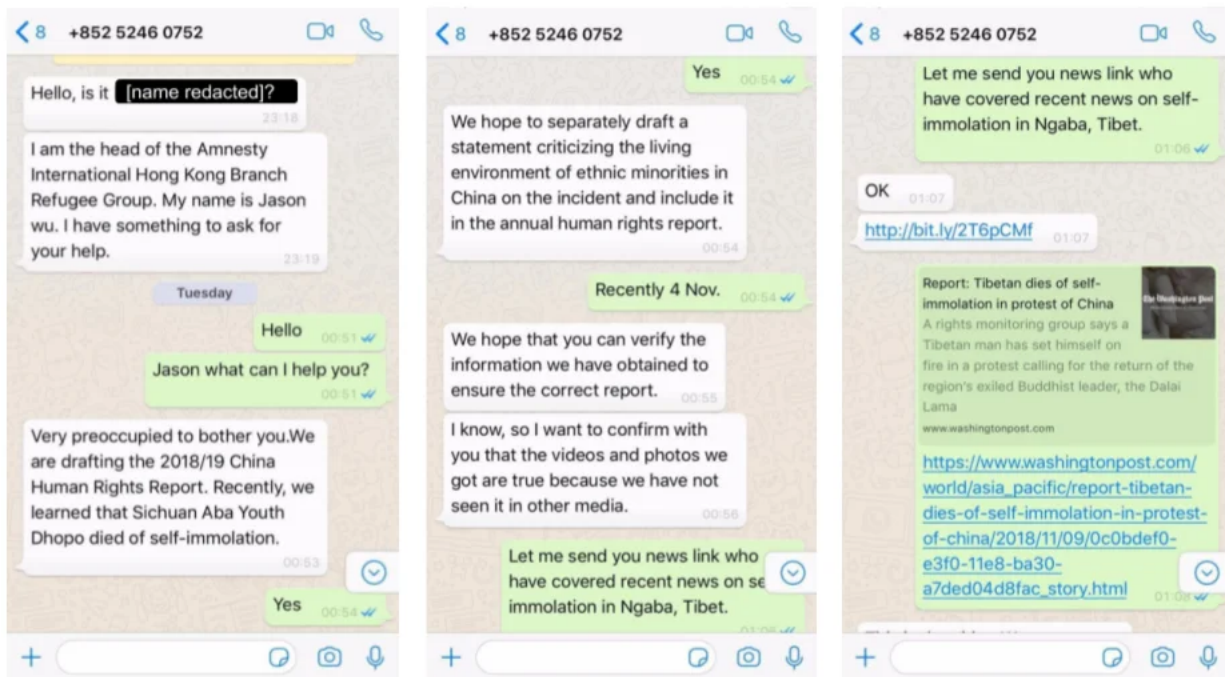 8 +852 5246 0752
Hello, is it [name redacted]?
23:18
I am the head of the Amnesty
International Hong Kong Branch
Refugee Group. My name is Jason
wu. I have something to ask for
your help.
23:19
Tuesday
Hello
00:51
Jason what can I help you?
00:51
Very preoccupied to bother you.We
are drafting the 2018/19 China
Human Rights Report. Recently, we
learned that Sichuan Aba Youth
Dhopo died of self-immolation.
00:53
Yes
00:54
8 +852 5246 0752
Yes
00:54
We hope to separately draft a
statement criticizing the living
environment of ethnic minorities in
China on the incident and include it
in the annual human rights report.
00:54
Recently 4 Nov.
00:54
We hope that you can verify the
information we have obtained to
ensure the correct report.
00:55
I know, so I want to confirm with
you that the videos and photos we
got are true because we have not
seen it in other media.
00:56
Let me send you news link who
have covered recent news on se
immolation in Ngaba, Tibet.
01:06
8 +852 5246 0752
Let me send you news link who
have covered recent news on self-
immolation in Ngaba, Tibet.
01:06
OK
01:07
http://bit.ly/2T6pCMf
01:07
Report: Tibetan dies of self-
immolation in protest of China
A rights monitoring group says a
Tibetan man has set himself on
fire in a protest calling for the return of the
region's exiled Buddhist leader, the Dalai
Lama
www.washingtonpost.com
The Washington Post
https://www.washingtonpost.com/
world/asia_pacific/report-tibetan-
dies-of-self-immolation-in-protest-
of-china/2018/11/09/0c0bdef0-
e3f0-11e8-ba30-
a7ded04d8fac_story.html